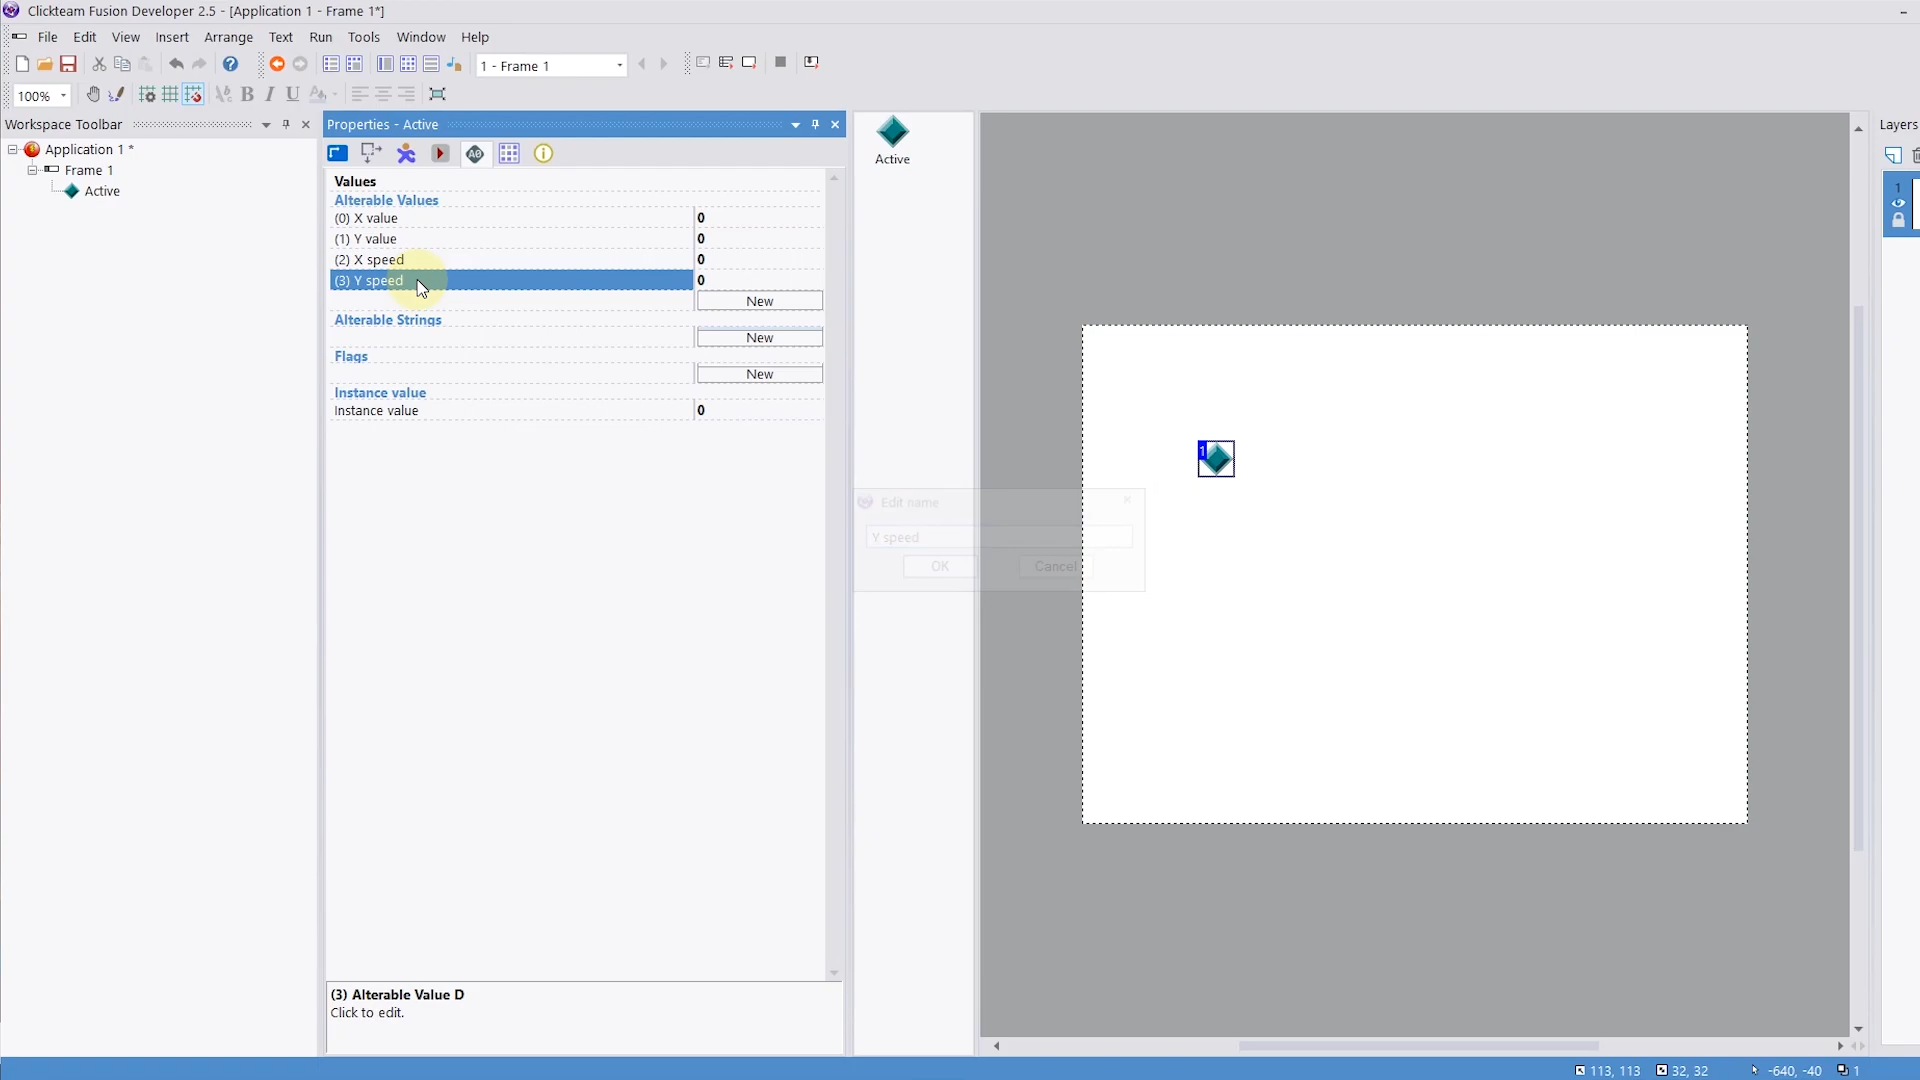 Clickteam Fusion Developer 2.5 - [Application 1 - Frame 1*]
File Edit View Insert Arrange Text Run Tools Window Help
1 - Frame 1
100%
Workspace Toolbar
Properties - Active
Layers
Application 1 *
Frame 1
Active
Active
Values
Alterable Values
(0) X value 0
(1) Y value 0
(2) X speed 0
(3) Y speed 0
New
Alterable Strings
New
Flags
New
Instance value
Instance value 0
1
1
Edit name
Y speed
OK Cancel
(3) Alterable Value D
Click to edit.
113, 113 32, 32 -640, -40 1